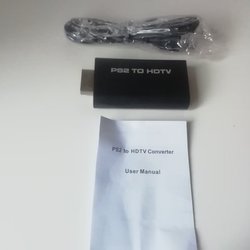 PS2 TO HDTV
PS2 to HDTV Converter
User Manual